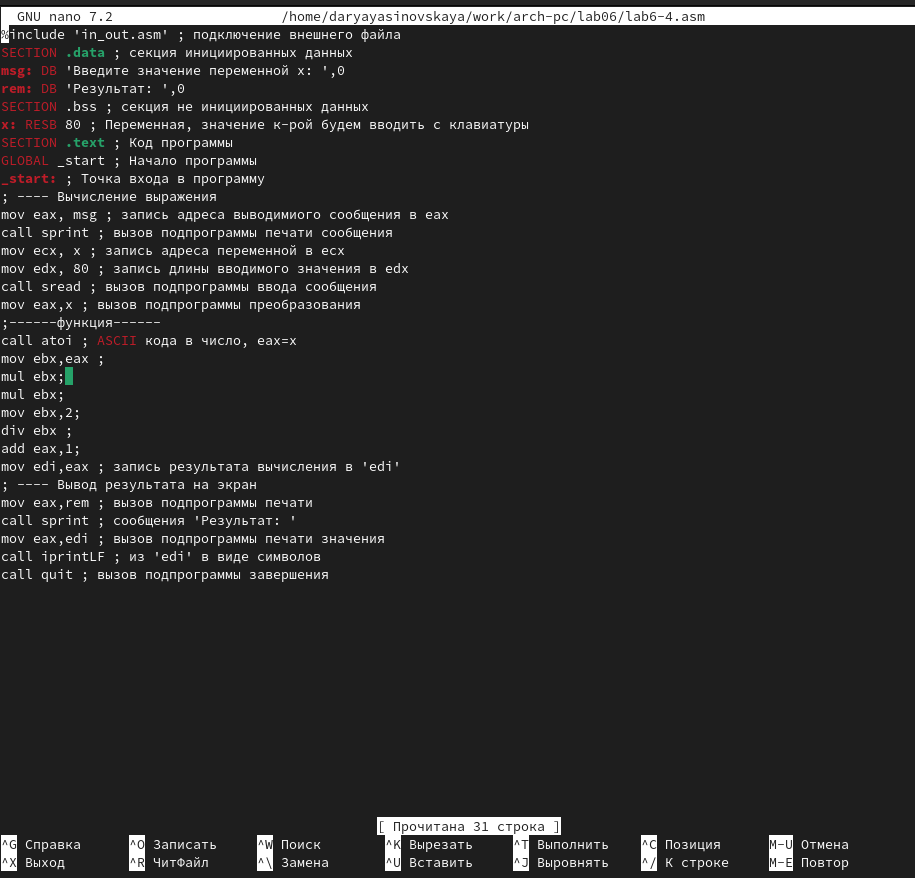 GNU nano 7.2 /home/daryayasinovskaya/work/arch-pc/lab06/lab6-4.asm
%include 'in_out.asm' ; подключение внешнего файла
SECTION .data ; секция инициированных данных
msg: DB 'Введите значение переменной x: ',0
rem: DB 'Результат: ',0
SECTION .bss ; секция не инициированных данных
x: RESB 80 ; Переменная, значение к-рой будем вводить с клавиатуры
SECTION .text ; Код программы
GLOBAL _start ; Начало программы
_start: ; Точка входа в программу
; ---- Вычисление выражения
mov eax, msg ; запись адреса выводимиого сообщения в eax
call sprint ; вызов подпрограммы печати сообщения
mov ecx, x ; запись адреса переменной в ecx
mov edx, 80 ; запись длины вводимого значения в edx
call sread ; вызов подпрограммы ввода сообщения
mov eax,x ; вызов подпрограммы преобразования
;------функция------
call atoi ; ASCII кода в число, eax=x
mov ebx,eax ;
mul ebx;
mul ebx;
mov ebx,2;
div ebx ;
add eax,1;
mov edi,eax ; запись результата вычисления в 'edi'
; ---- Вывод результата на экран
mov eax,rem ; вызов подпрограммы печати
call sprint ; сообщения 'Результат: '
mov eax,edi ; вызов подпрограммы печати значения
call iprintLF ; из 'edi' в виде символов
call quit ; вызов подпрограммы завершения
[ Прочитана 31 строка ]
^G Справка ^O Записать ^W Поиск ^K Вырезать ^T Выполнить ^C Позиция M-U Отмена
^X Выход ^R ЧитФайл ^\ Замена ^U Вставить ^J Выровнять ^/ К строке M-E Повтор